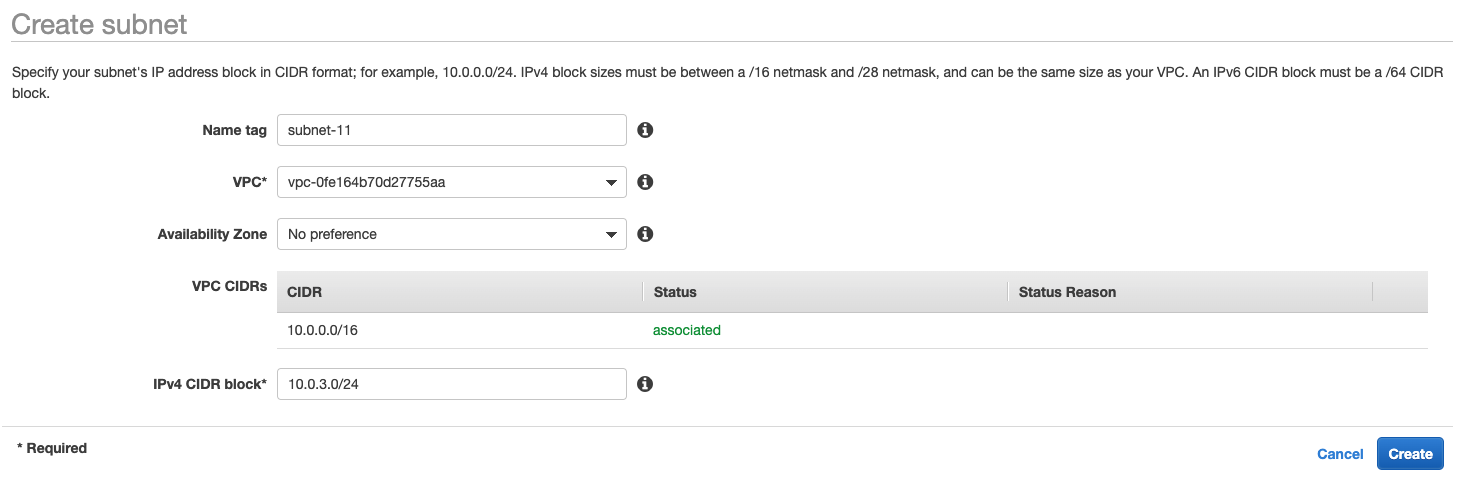 Create subnet
Specify your subnet's IP address block in CIDR format; for example, 10.0.0.0/24. IPv4 block sizes must be between a /16 netmask and /28 netmask, and can be the same size as your VPC. An IPv6 CIDR block must be a /64 CIDR
block.
Name tag subnet-11
VPC* vpc-0fe164b70d27755aa
Availability Zone No preference
VPC CIDRs CIDR Status Status Reason
10.0.0.0/16 associated
IPv4 CIDR block* 10.0.3.0/24
* Required
Cancel Create